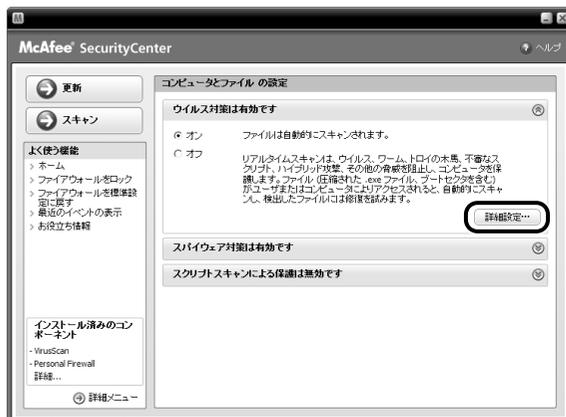 McAfee® SecurityCenter
ヘルプ
更新
スキャン
よく使う機能
> ホーム
> ファイアウォールをロック
> ファイアウォールを標準設
定に戻す
> 最近のイベントの表示
> お役立ち情報
インストール済みのコン
ポーネント
- VirusScan
- Personal Firewall
詳細...
詳細メニュー
コンピュータとファイル の設定
ウイルス対策は有効です
オン
ファイルは自動的にスキャンされます。
オフ
リアルタイムスキャンは、ウイルス、ワーム、トロイの木馬、不審なス
クリプト、ハイブリッド攻撃、その他の脅威を阻止し、コンピュータを保
護します。ファイル (圧縮された .exe ファイル、ブートセクタを含む)
がユーザまたはコンピュータによりアクセスされると、自動的にスキャ
ンし、検出したファイルには修復を試みます。
詳細設定…
スパイウェア対策は有効です
スクリプトスキャンによる保護は無効です